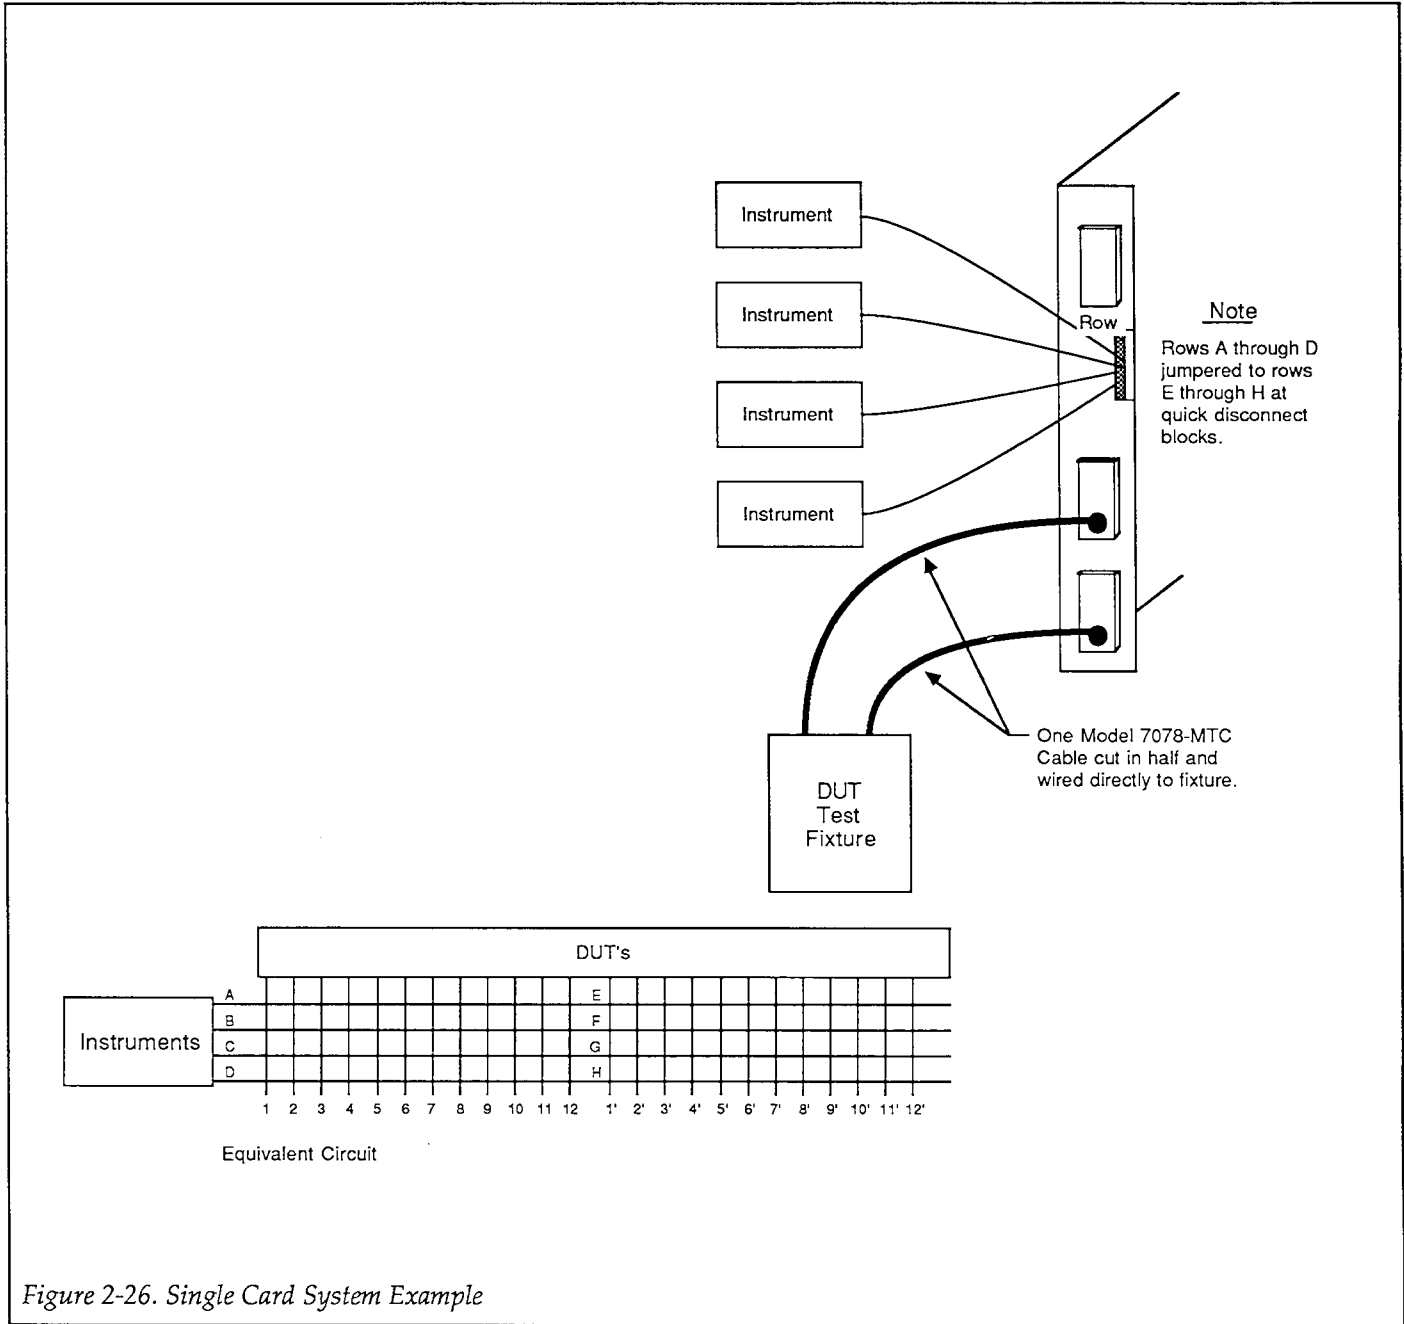 Instrument
Instrument
Instrument
Instrument
Row
Note
Rows A through D
jumpered to rows
E through H at
quick disconnect
blocks.
One Model 7078-MTC
Cable cut in half and
wired directly to fixture.
DUT
Test
Fixture
DUT's
Instruments
A E
B F
C G
D H
1 2 3 4 5 6 7 8 9 10 11 12 1' 2' 3' 4' 5' 6' 7' 8' 9' 10' 11' 12'
Equivalent Circuit
Figure 2-26. Single Card System Example